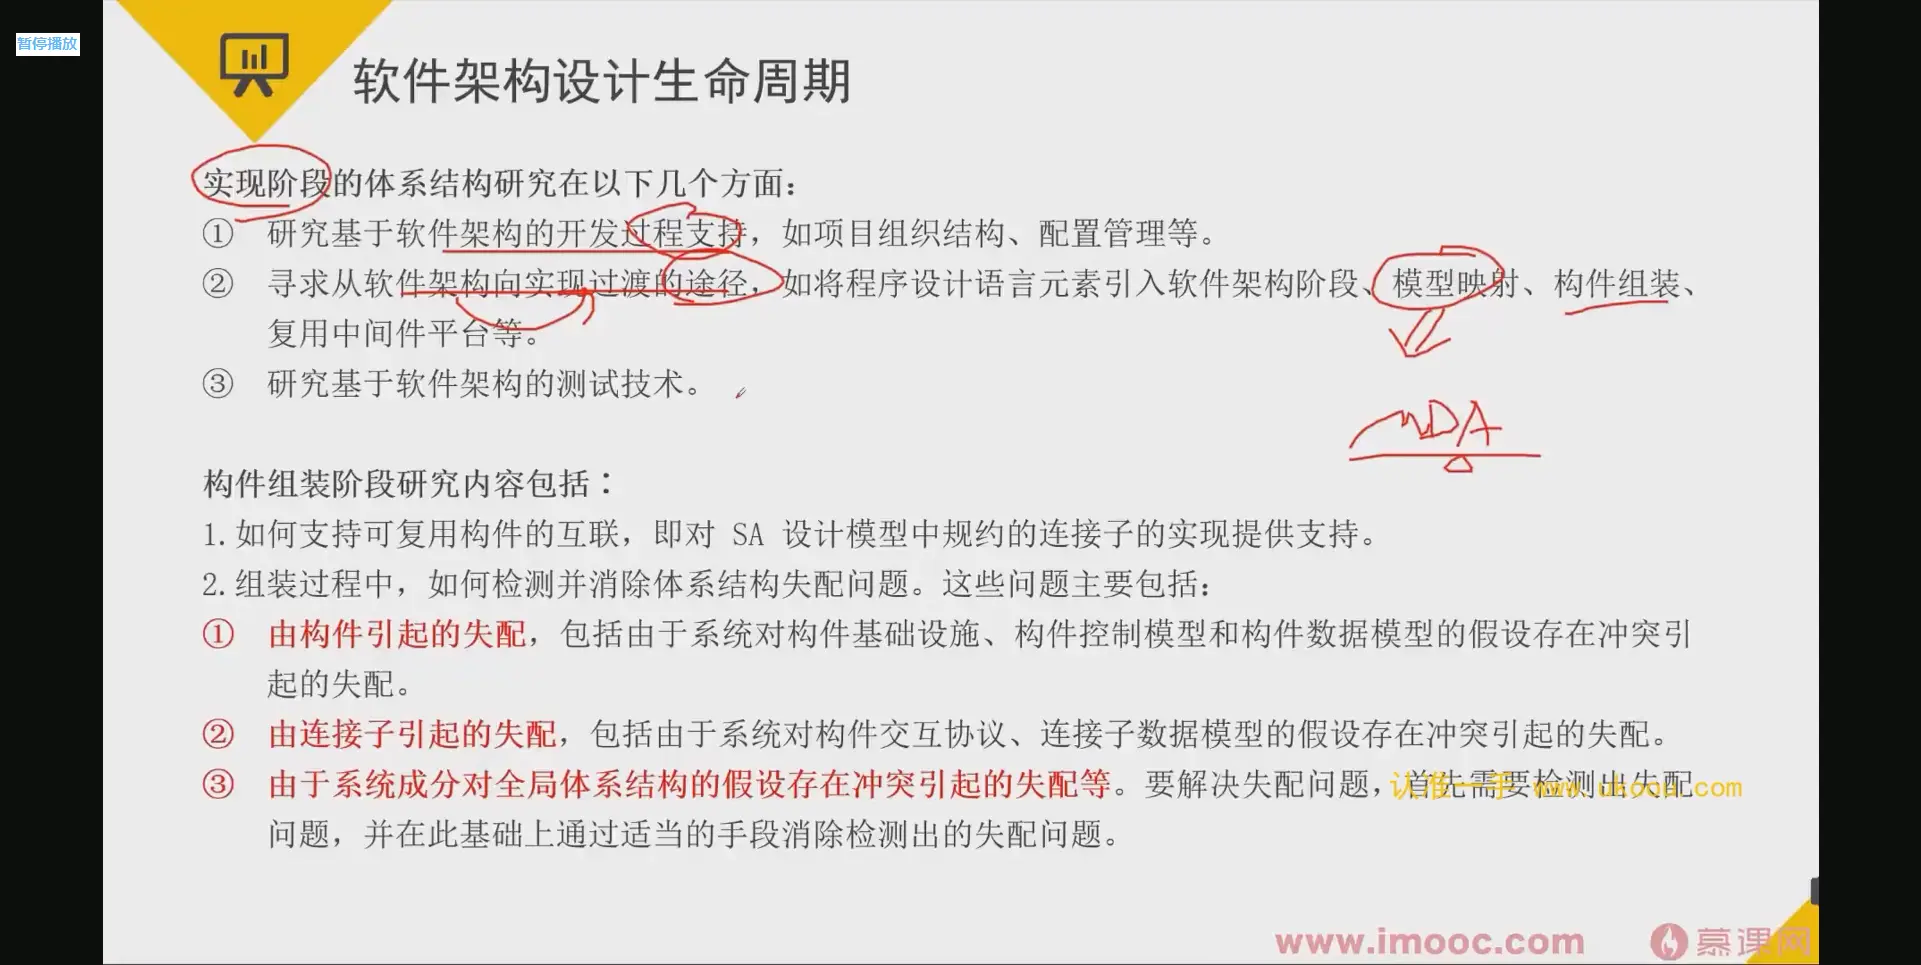 暂停播放
软件架构设计生命周期
实现阶段的体系结构研究在以下几个方面：
① 研究基于软件架构的开发过程支持，如项目组织结构、配置管理等。
② 寻求从软件架构向实现过渡的途径，如将程序设计语言元素引入软件架构阶段、模型映射、构件组装、
复用中间件平台等。
③ 研究基于软件架构的测试技术。
MDA
构件组装阶段研究内容包括：
1.如何支持可复用构件的互联，即对 SA 设计模型中规约的连接子的实现提供支持。
2.组装过程中，如何检测并消除体系结构失配问题。这些问题主要包括：
① 由构件引起的失配，包括由于系统对构件基础设施、构件控制模型和构件数据模型的假设存在冲突引
起的失配。
② 由连接子引起的失配，包括由于系统对构件交互协议、连接子数据模型的假设存在冲突引起的失配。
③ 由于系统成分对全局体系结构的假设存在冲突引起的失配等。要解决失配问题，首先需要检测出失配
认准一手 www.ukoou.com
问题，并在此基础上通过适当的手段消除检测出的失配问题。
www.imooc.com 慕课网